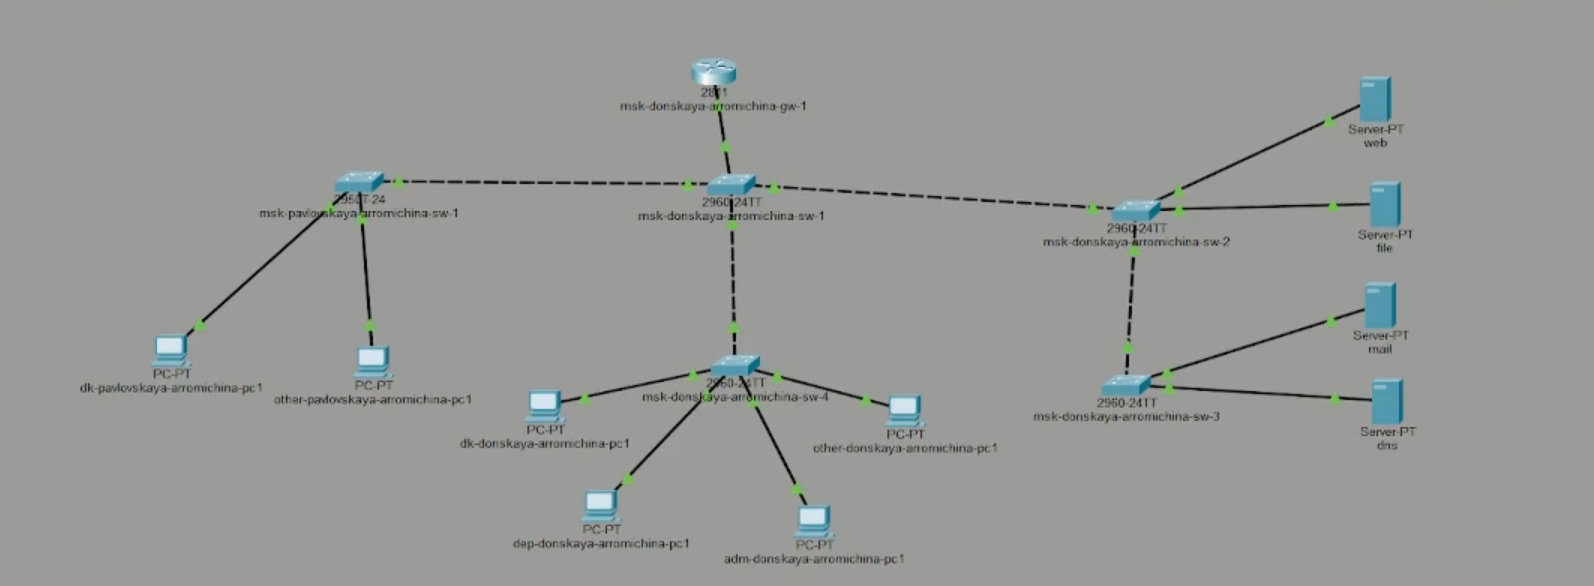 2811
msk-donskaya-arromichina-gw-1
2950T-24
msk-pavlovskaya-arromichina-sw-1
2960-24TT
msk-donskaya-arromichina-sw-1
2960-24TT
msk-donskaya-arromichina-sw-2
Server-PT
web
Server-PT
file
Server-PT
mail
Server-PT
dns
2960-24TT
msk-donskaya-arromichina-sw-3
2960-24TT
msk-donskaya-arromichina-sw-4
PC-PT
dk-pavlovskaya-arromichina-pc1
PC-PT
other-pavlovskaya-arromichina-pc1
PC-PT
dk-donskaya-arromichina-pc1
PC-PT
other-donskaya-arromichina-pc1
PC-PT
dep-donskaya-arromichina-pc1
PC-PT
adm-donskaya-arromichina-pc1